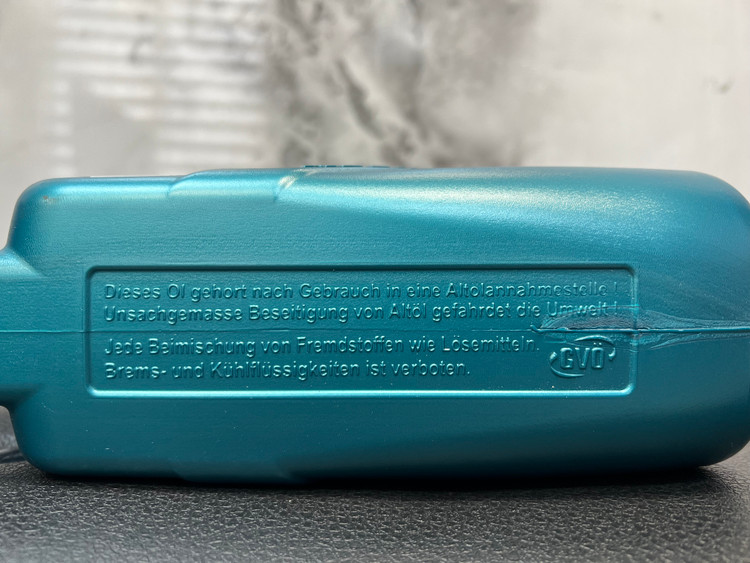 Dieses Öl gehört nach Gebrauch in eine Altölannahmestelle !
Unsachgemasse Beseitigung von Altöl gefährdet die Umwelt !
Jede Beimischung von Fremdstoffen wie Lösemitteln.
Brems- und Kühlflüssigkeiten ist verboten.
GVÖ